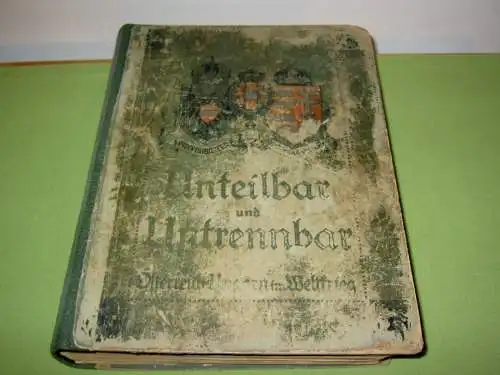 Unteilbar
und
Untrennbar
Österreich-Ungarn im Weltkrieg